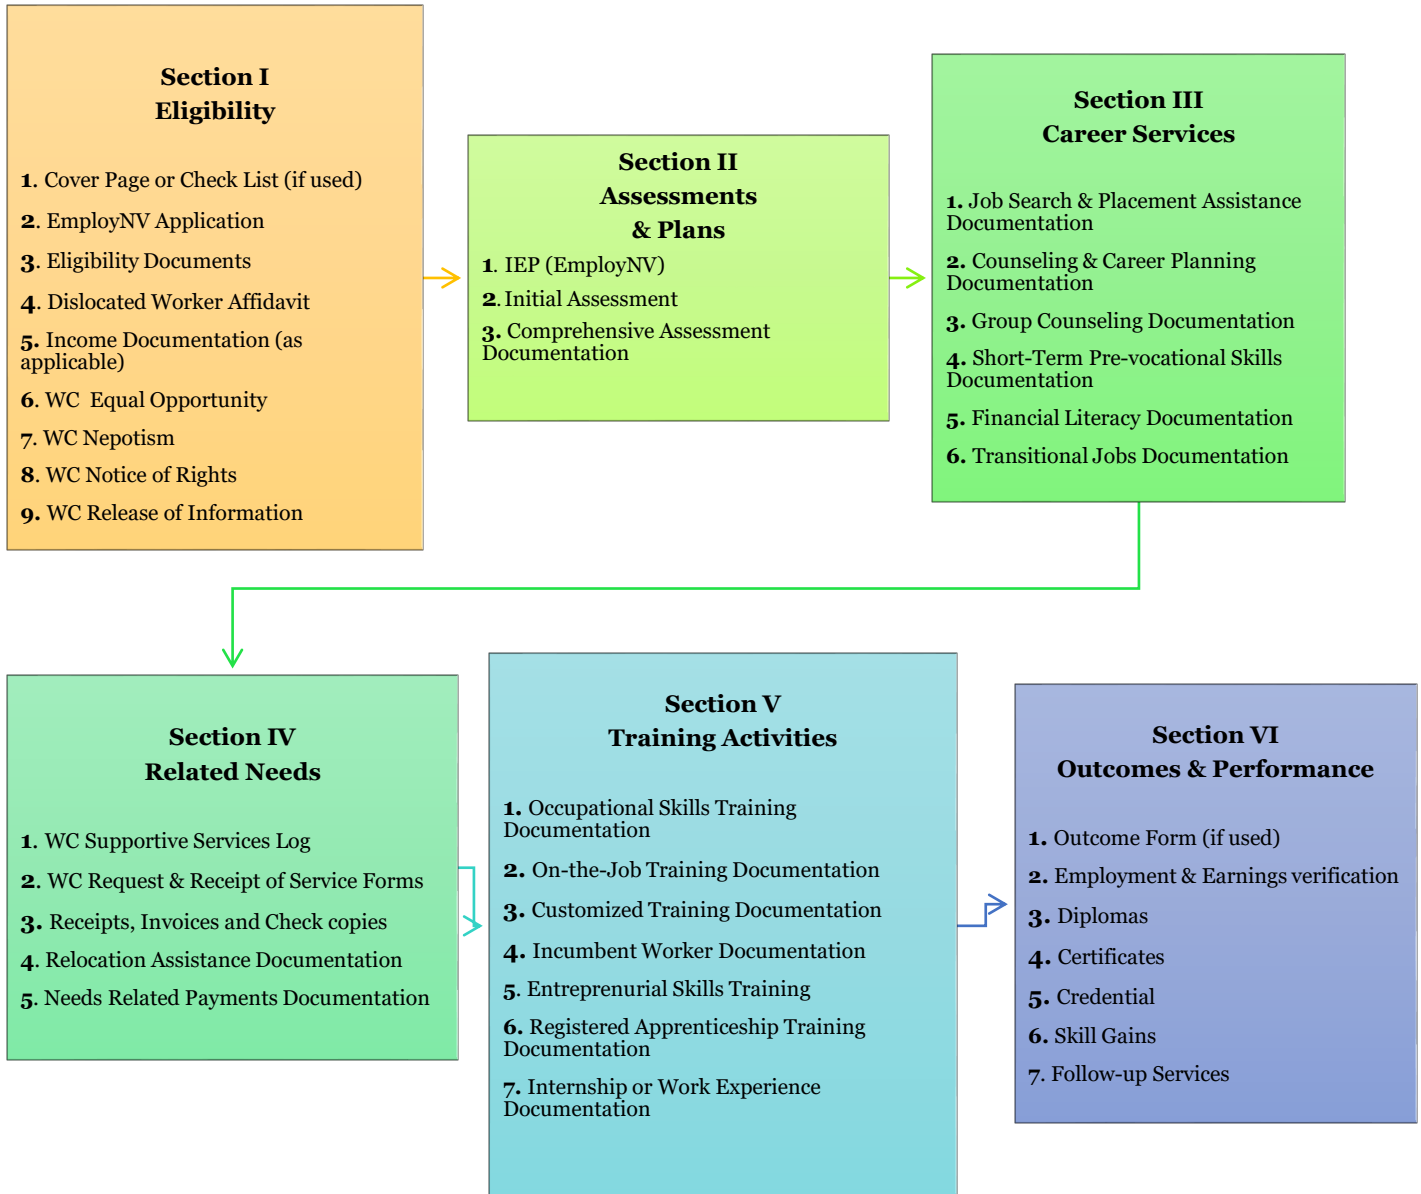 Section I
Eligibility
1. Cover Page or Check List (if used)
2. EmployNV Application
3. Eligibility Documents
4. Dislocated Worker Affidavit
5. Income Documentation (as
applicable)
6. WC Equal Opportunity
7. WC Nepotism
8. WC Notice of Rights
9. WC Release of Information
Section II
Assessments
& Plans
1. IEP (EmployNV)
2. Initial Assessment
3. Comprehensive Assessment
Documentation
Section III
Career Services
1. Job Search & Placement Assistance
Documentation
2. Counseling & Career Planning
Documentation
3. Group Counseling Documentation
4. Short-Term Pre-vocational Skills
Documentation
5. Financial Literacy Documentation
6. Transitional Jobs Documentation
Section IV
Related Needs
1. WC Supportive Services Log
2. WC Request & Receipt of Service Forms
3. Receipts, Invoices and Check copies
4. Relocation Assistance Documentation
5. Needs Related Payments Documentation
Section V
Training Activities
1. Occupational Skills Training
Documentation
2. On-the-Job Training Documentation
3. Customized Training Documentation
4. Incumbent Worker Documentation
5. Entreprenurial Skills Training
6. Registered Apprenticeship Training
Documentation
7. Internship or Work Experience
Documentation
Section VI
Outcomes & Performance
1. Outcome Form (if used)
2. Employment & Earnings verification
3. Diplomas
4. Certificates
5. Credential
6. Skill Gains
7. Follow-up Services